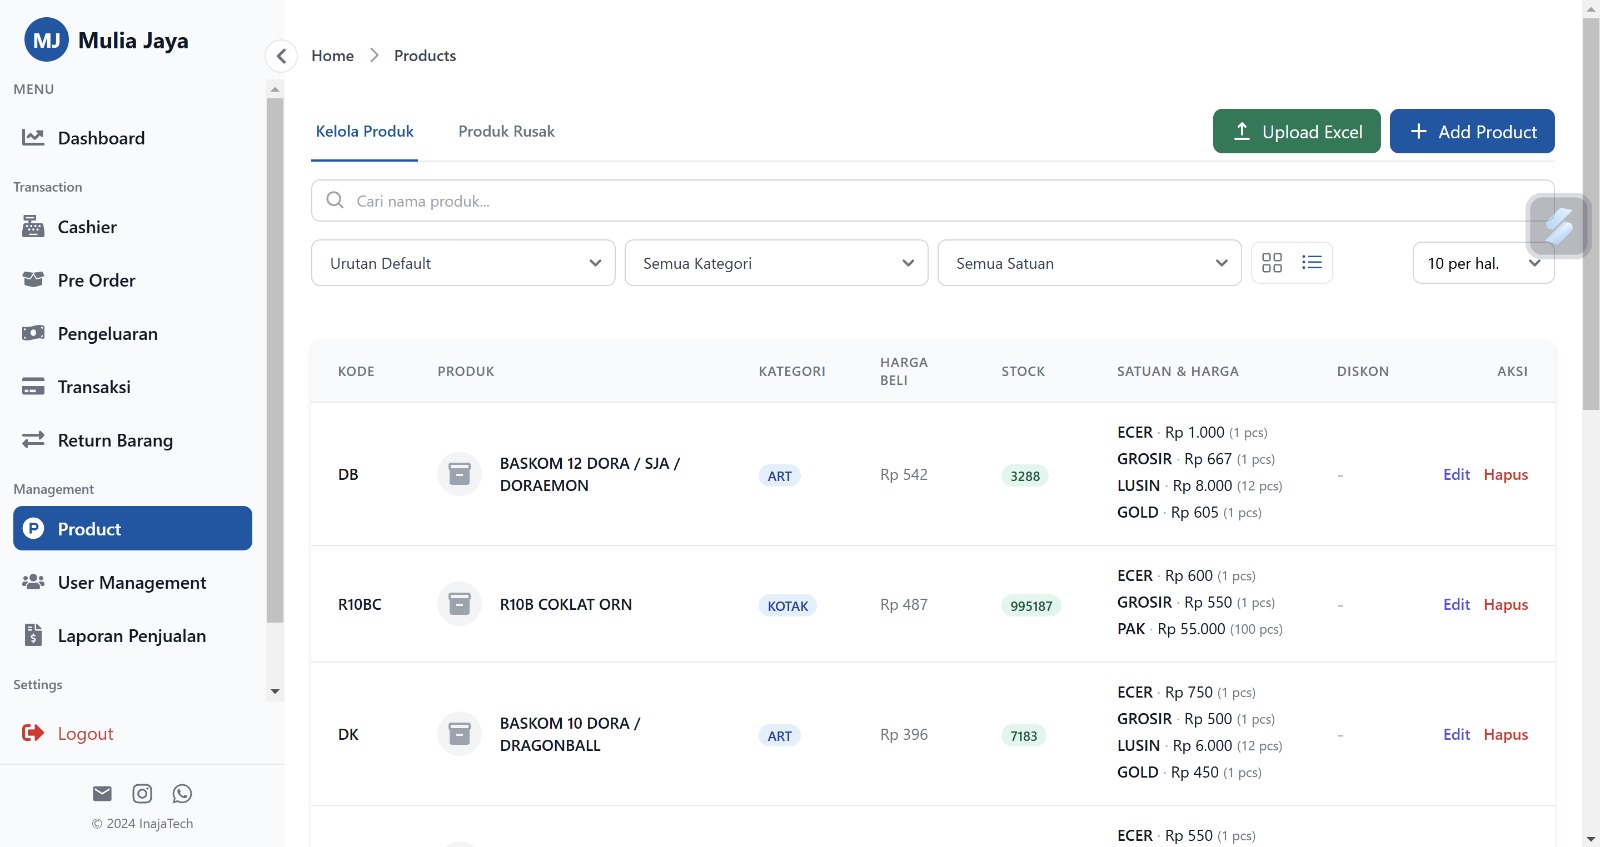 MJ Mulia Jaya
MENU
Dashboard
Transaction
Cashier
Pre Order
Pengeluaran
Transaksi
Return Barang
Management
Product
User Management
Laporan Penjualan
Settings
Logout
© 2024 InajaTech
Home Products
Kelola Produk Produk Rusak Upload Excel Add Product
Cari nama produk...
Urutan Default Semua Kategori Semua Satuan 10 per hal.
KODE PRODUK KATEGORI HARGA BELI STOCK SATUAN & HARGA DISKON AKSI
DB
BASKOM 12 DORA / SJA /
DORAEMON
ART
Rp 542
3288
ECER · Rp 1.000 (1 pcs)
GROSIR · Rp 667 (1 pcs)
LUSIN · Rp 8.000 (12 pcs)
GOLD · Rp 605 (1 pcs)
-
Edit Hapus
R10BC
R10B COKLAT ORN
KOTAK
Rp 487
995187
ECER · Rp 600 (1 pcs)
GROSIR · Rp 550 (1 pcs)
PAK · Rp 55.000 (100 pcs)
-
Edit Hapus
DK
BASKOM 10 DORA /
DRAGONBALL
ART
Rp 396
7183
ECER · Rp 750 (1 pcs)
GROSIR · Rp 500 (1 pcs)
LUSIN · Rp 6.000 (12 pcs)
GOLD · Rp 450 (1 pcs)
-
Edit Hapus
ECER · Rp 550 (1 pcs)